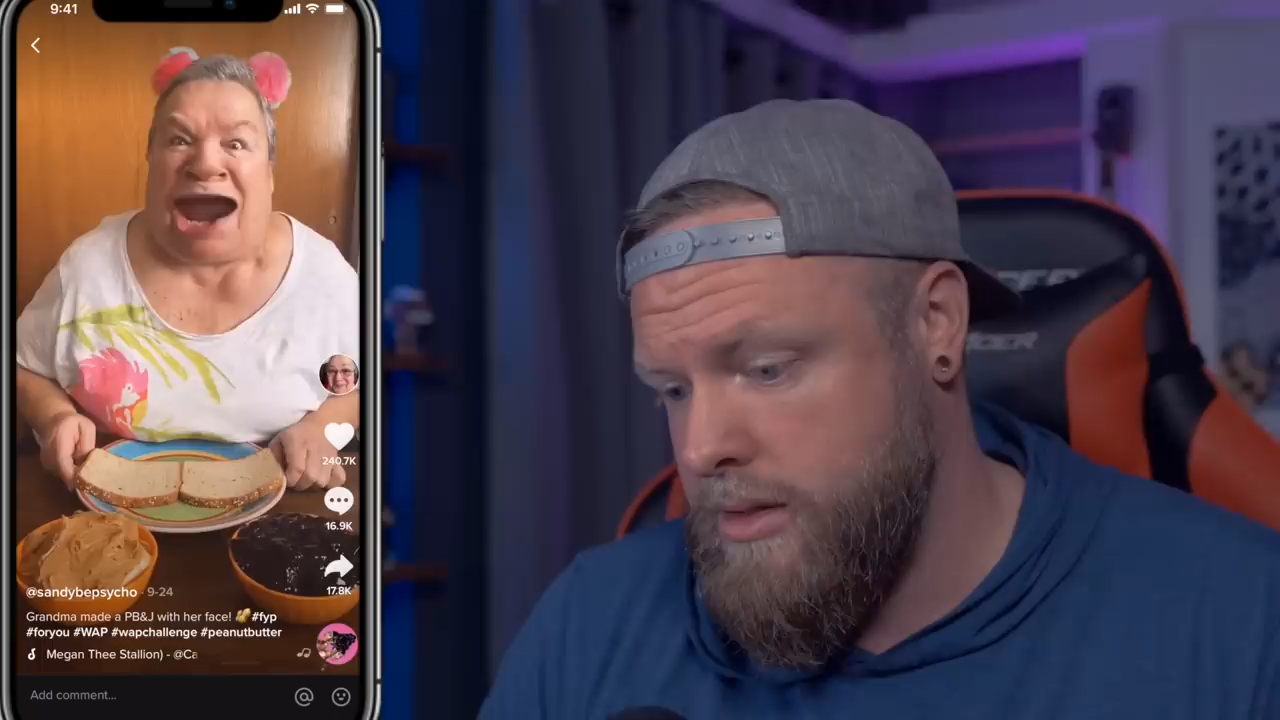 9:41
240.7K
16.9K
17.8K
@sandybepsycho · 9-24
Grandma made a PB&J with her face! 🥜 #fyp
#foryou #WAP #wapchallenge #peanutbutter
Megan Thee Stallion) - @Ca
Add comment...